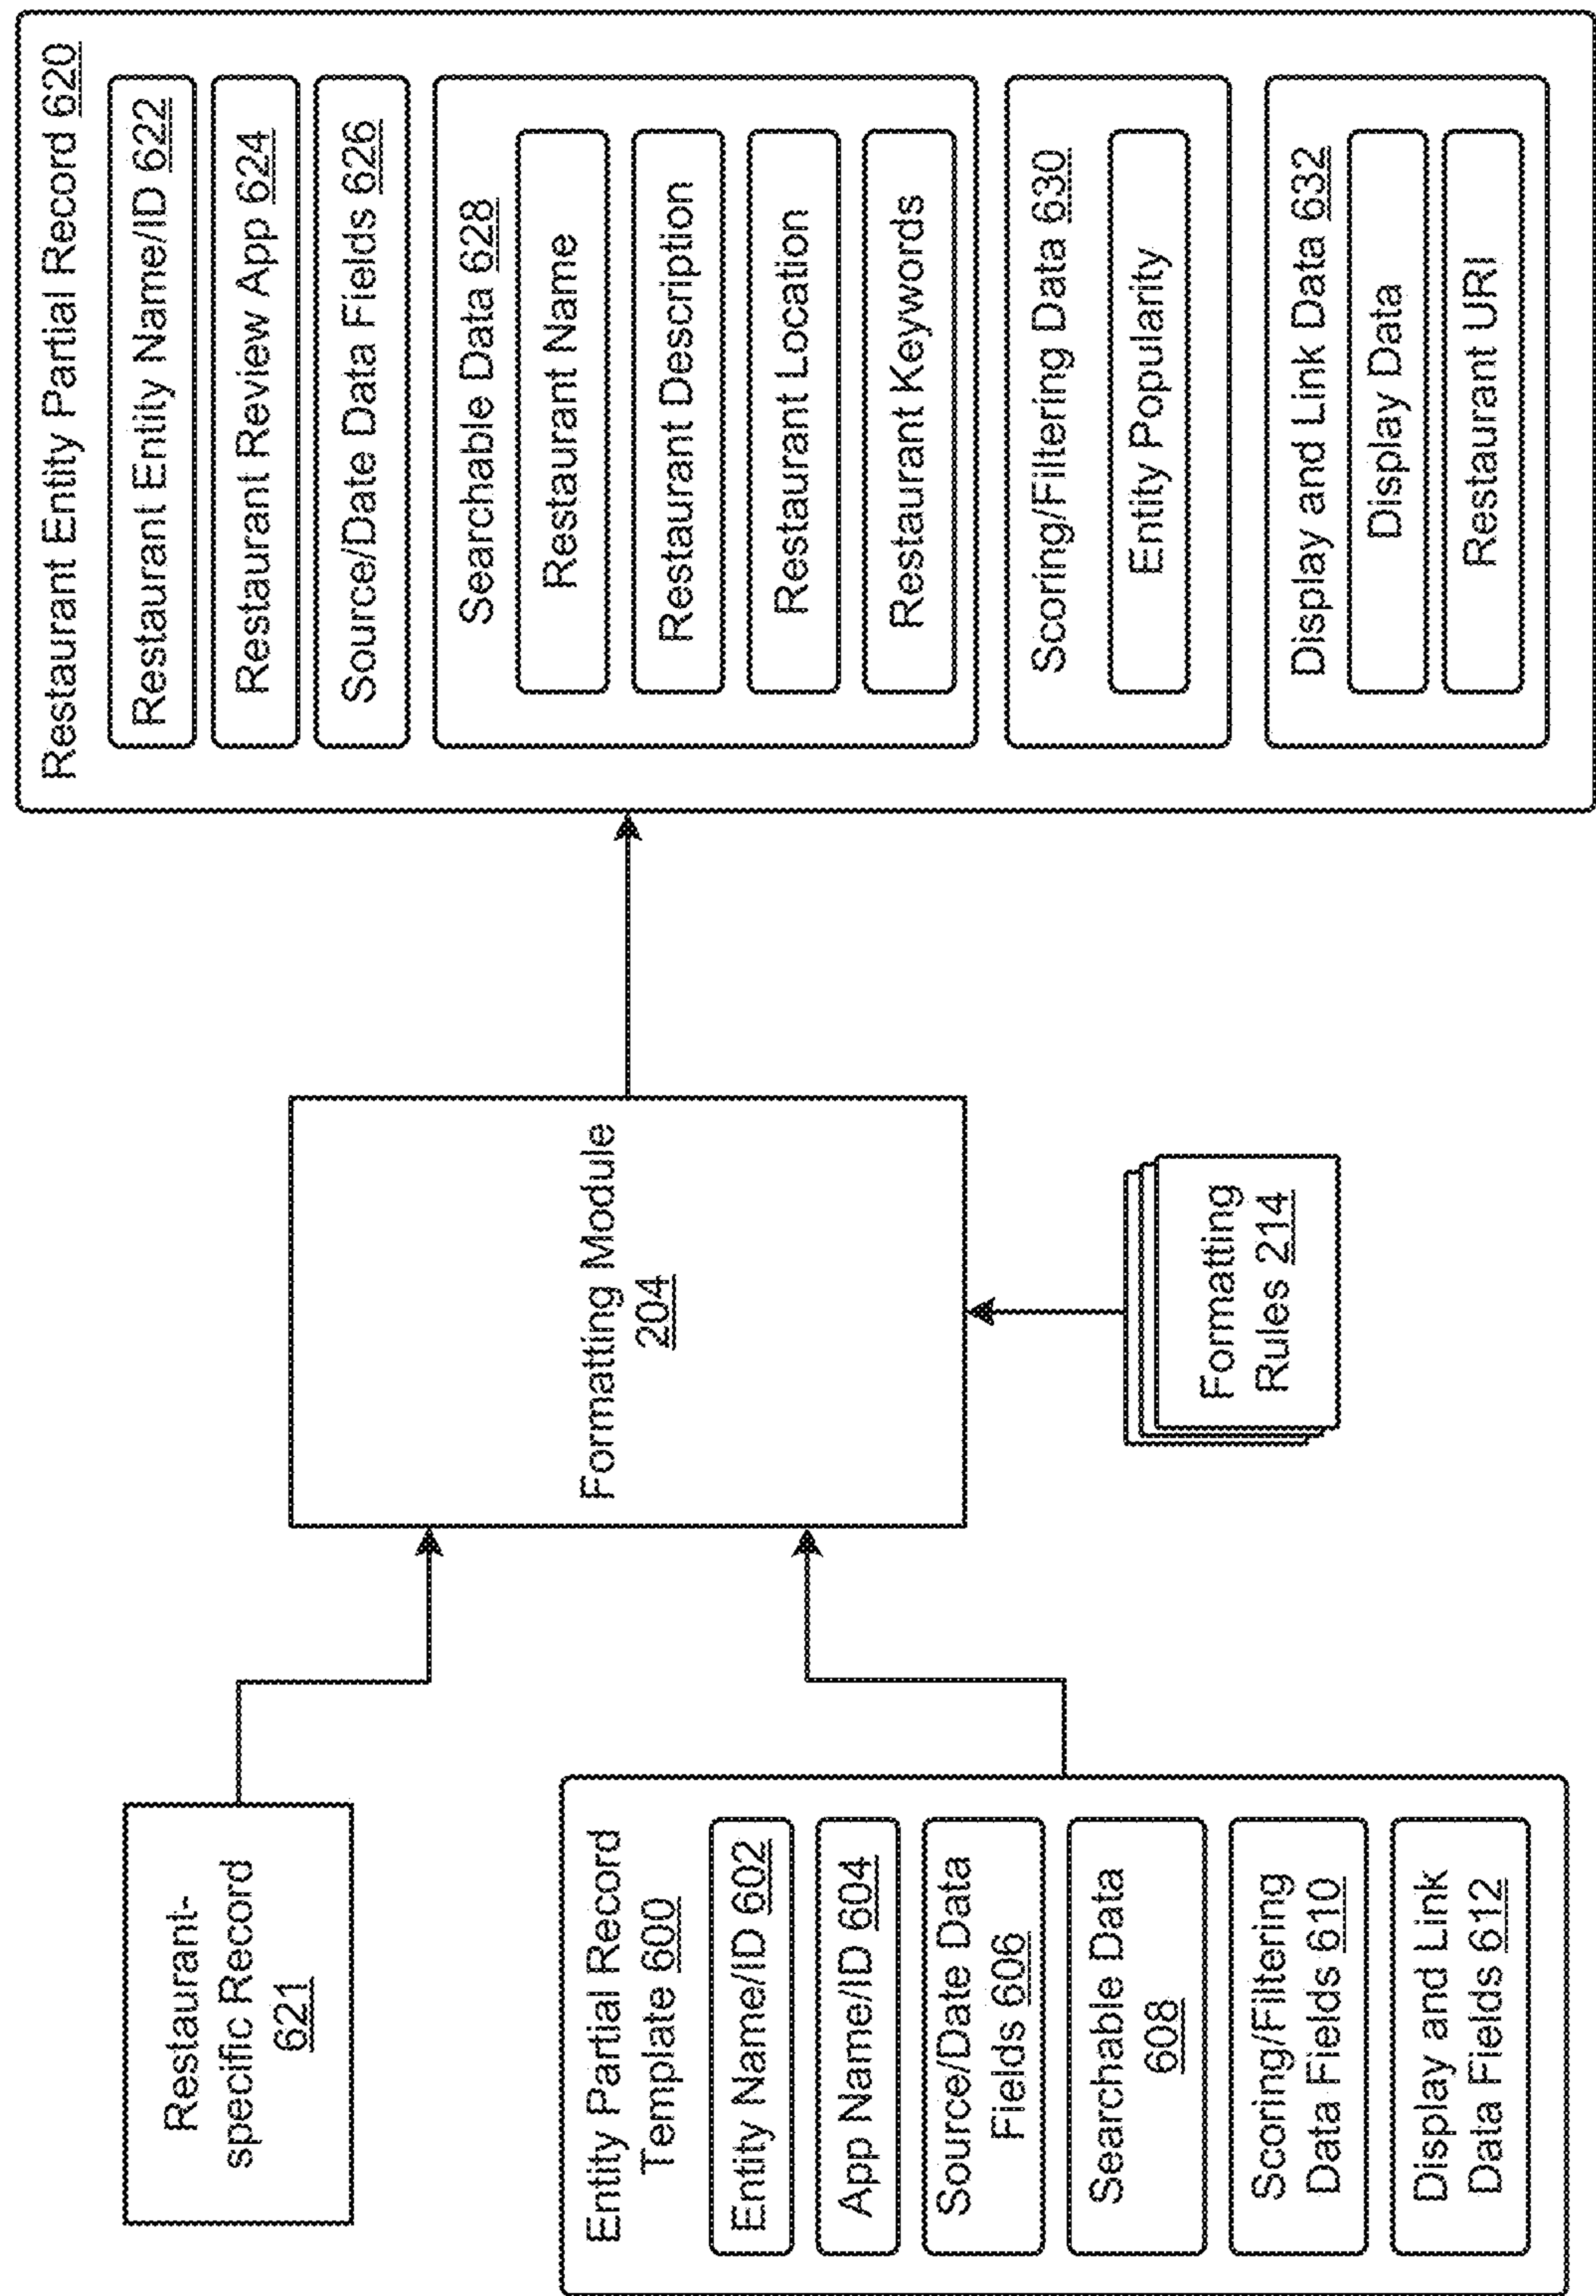 Restaurant-
specific Record
621
Entity Partial Record
Template 600
Entity Name/ID 602
App Name/ID 604
Source/Date Data
Fields 606
Searchable Data
608
Scoring/Filtering
Data Fields 610
Display and Link
Data Fields 612
Formatting Module
204
Formatting
Rules 214
Restaurant Entity Partial Record 620
Restaurant Entity Name/ID 622
Restaurant Review App 624
Source/Date Data Fields 626
Searchable Data 628
Restaurant Name
Restaurant Description
Restaurant Location
Restaurant Keywords
Scoring/Filtering Data 630
Entity Popularity
Display and Link Data 632
Display Data
Restaurant URI